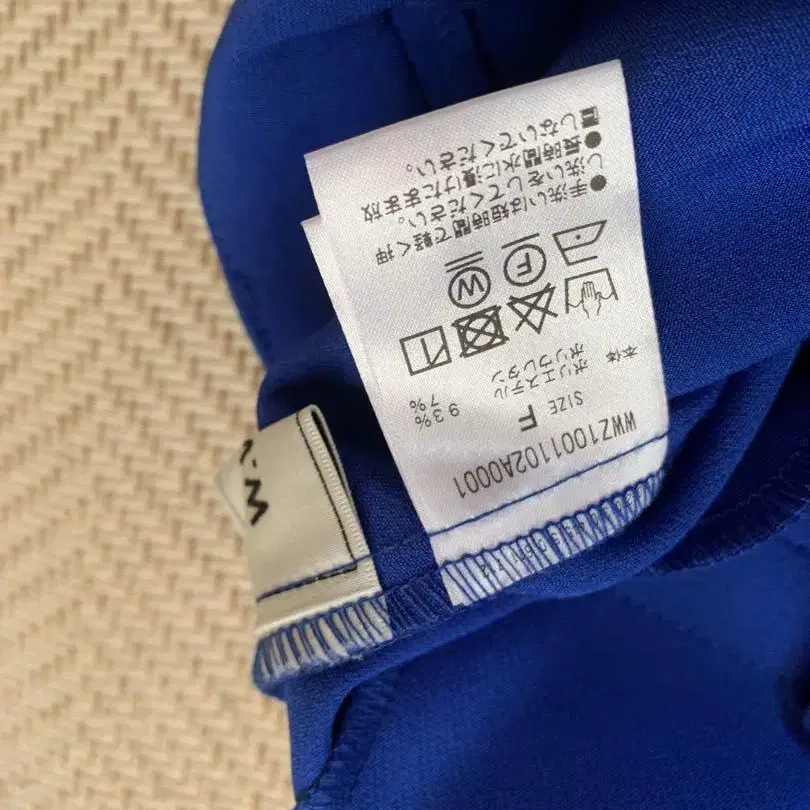 WWZ1001102A0001
SIZE F
本体
ポリエステル 93%
ポリウレタン 7%
F W
●手洗いは短時間で軽く押
し洗いをしてください。
●長時間水に漬けたまま放
置しないでください。
W.